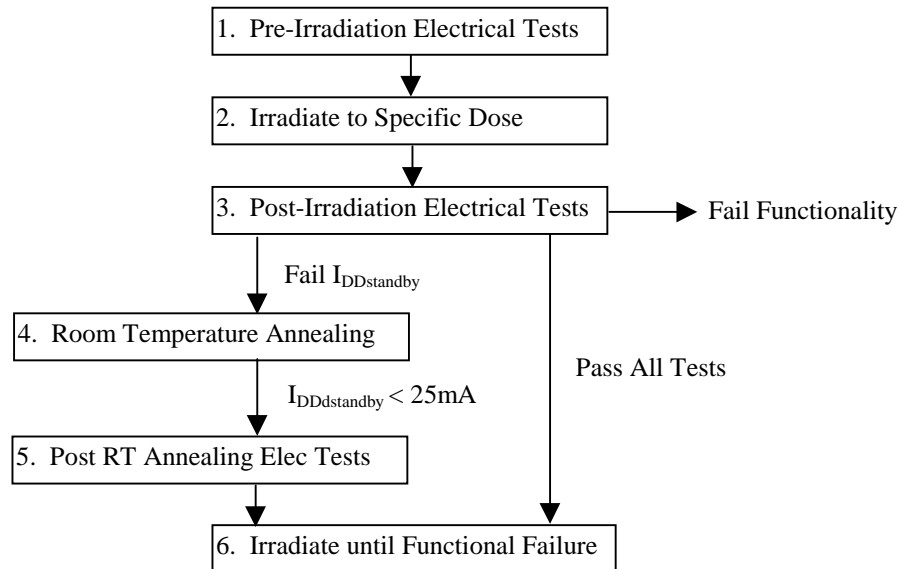 1. Pre-Irradiation Electrical Tests
2. Irradiate to Specific Dose
3. Post-Irradiation Electrical Tests
Fail Functionality
Fail IDDstandby
4. Room Temperature Annealing
Pass All Tests
IDDdstandby < 25mA
5. Post RT Annealing Elec Tests
6. Irradiate until Functional Failure